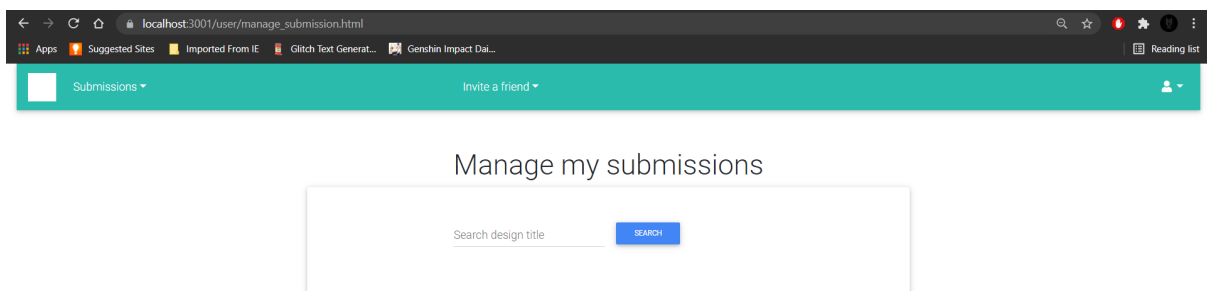 localhost:3001/user/manage_submission.html
Apps Suggested Sites Imported From IE Glitch Text Generat... Genshin Impact Dai... Reading list
Submissions Invite a friend
Manage my submissions
Search design title SEARCH